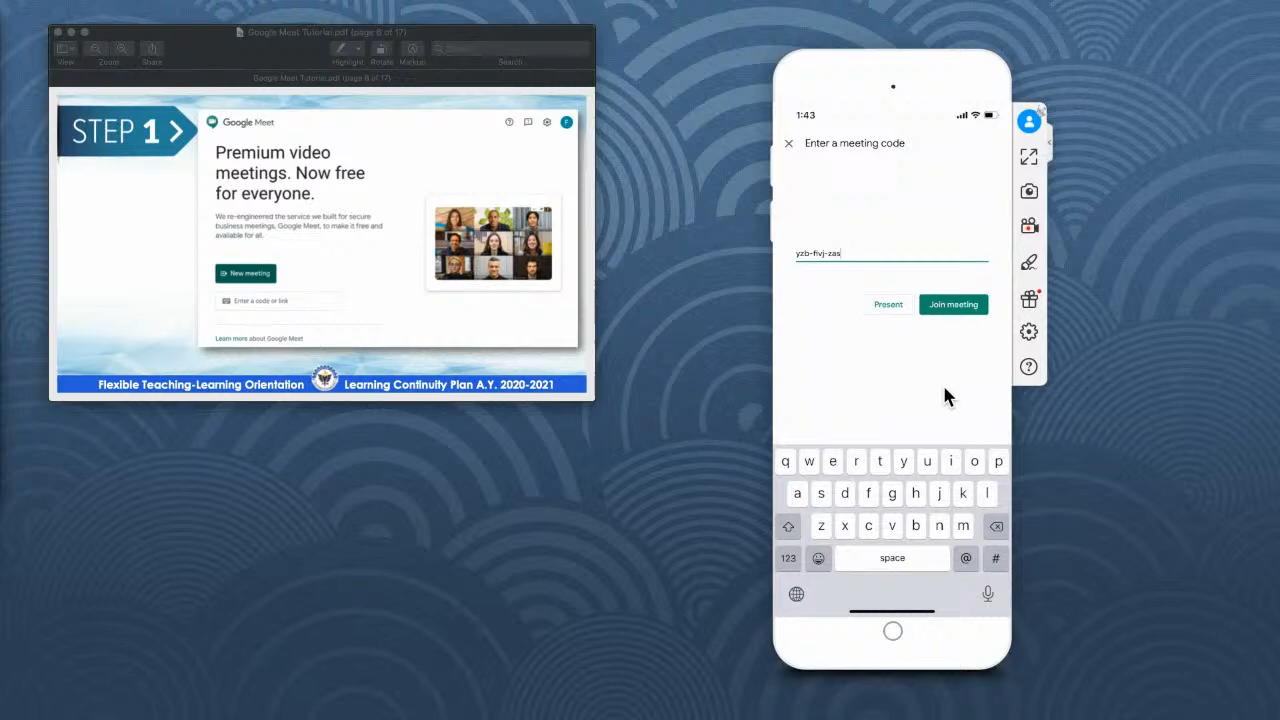 Google Meet Tutorial.pdf (page 6 of 17)
View
Zoom
Share
Highlight
Rotate
Markup
Search
Google Meet Tutorial.pdf (page 6 of 17)
STEP 1
Google Meet
F
Premium video
meetings. Now free
for everyone.
We re-engineered the service we built for secure
business meetings, Google Meet, to make it free and
available for all.
New meeting
Enter a code or link
Learn more about Google Meet
Flexible Teaching-Learning Orientation
Learning Continuity Plan A.Y. 2020-2021
1:43
Enter a meeting code
yzb-fivj-zas
Present
Join meeting
q w e r t y u i o p
a s d f g h j k l
z x c v b n m
123 space @ #